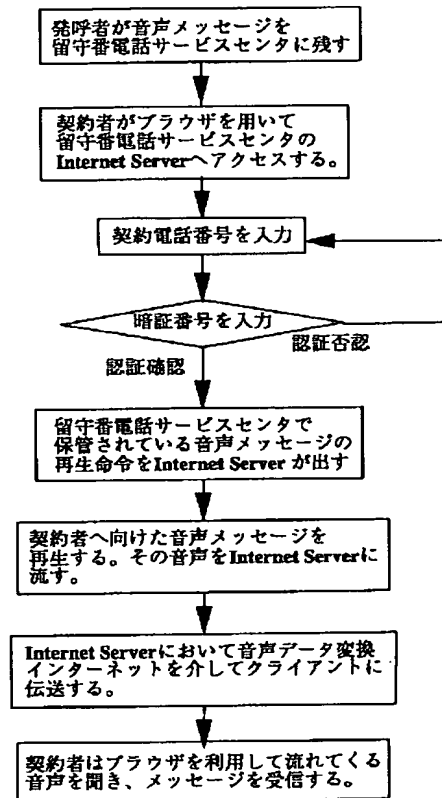 発呼者が音声メッセージを
留守番電話サービスセンタに残す
契約者がブラウザを用いて
留守番電話サービスセンタの
Internet Serverへアクセスする。
契約電話番号を入力
暗証番号を入力
認証否認
認証確認
留守番電話サービスセンタで
保管されている音声メッセージの
再生命令をInternet Server が出す
契約者へ向けた音声メッセージを
再生する。その音声をInternet Serverに
流す。
Internet Serverにおいて音声データ変換
インターネットを介してクライアントに
伝送する。
契約者はブラウザを利用して流れてくる
音声を聞き、メッセージを受信する。